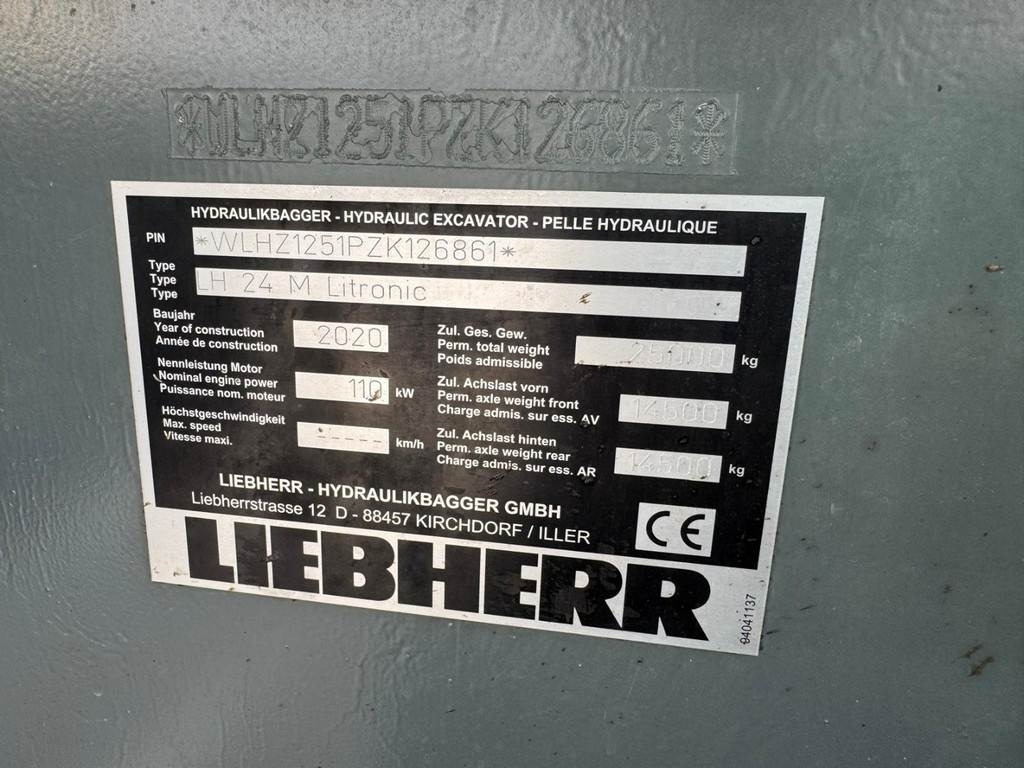 *WLHZ1251PZK126861*
HYDRAULIKBAGGER - HYDRAULIC EXCAVATOR - PELLE HYDRAULIQUE
PIN *WLHZ1251PZK126861*
Type
Type LH 24 M Litronic
Type
Baujahr
Year of construction 2020
Année de construction
Zul. Ges. Gew.
Perm. total weight 25000 kg
Poids admissible
Nennleistung Motor
Nominal engine power 110 kW
Puissance nom. moteur
Zul. Achslast vorn
Perm. axle weight front 14500 kg
Charge admis. sur ess. AV
Höchstgeschwindigkeit
Max. speed ----- km/h
Vitesse maxi.
Zul. Achslast hinten
Perm. axle weight rear 14500 kg
Charge admis. sur ess. AR
LIEBHERR - HYDRAULIKBAGGER GMBH
Liebherrstrasse 12 D - 88457 KIRCHDORF / ILLER
CE
LIEBHERR
94041137